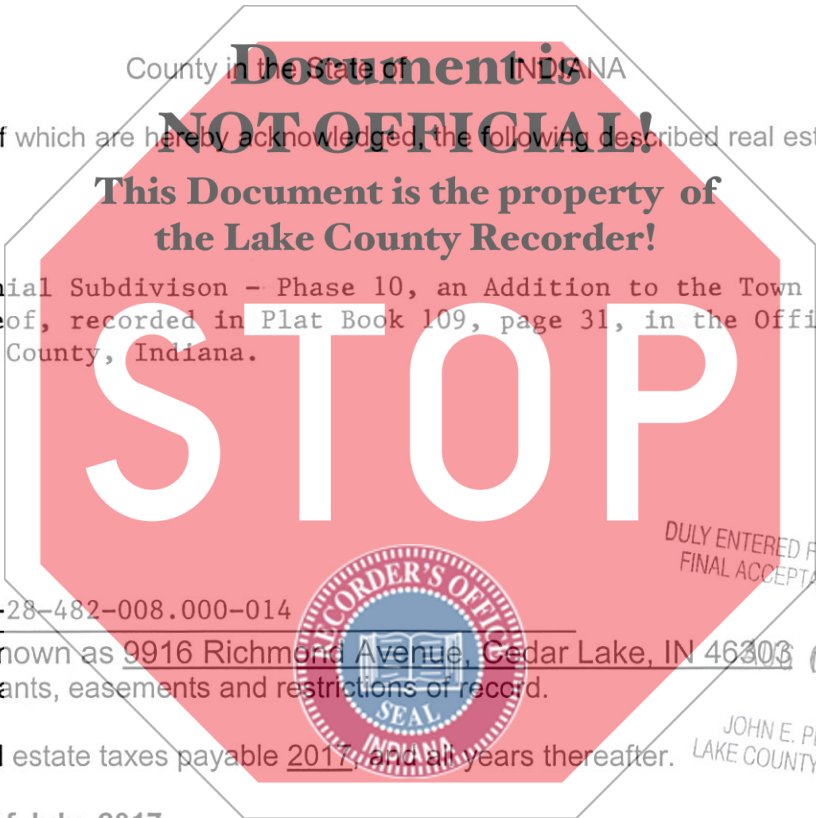 County in the State of INDIANA
Document is
f which are hereby acknowledged, the following described real est
NOT OFFICIAL!
This Document is the property of
the Lake County Recorder!
nial Subdivison - Phase 10, an Addition to the Town
eof, recorded in Plat Book 109, page 31, in the Offi
County, Indiana.
STOP
DULY ENTERED F
FINAL ACCEPTA
RECORDER'S OFFICE
-28-482-008.000-014
nown as 9916 Richmond Avenue, Cedar Lake, IN 46303
ants, easements and restrictions of record.
SEAL
INDIANA
JOHN E. P
LAKE COUNTY
l estate taxes payable 2017, and all years thereafter.
2017